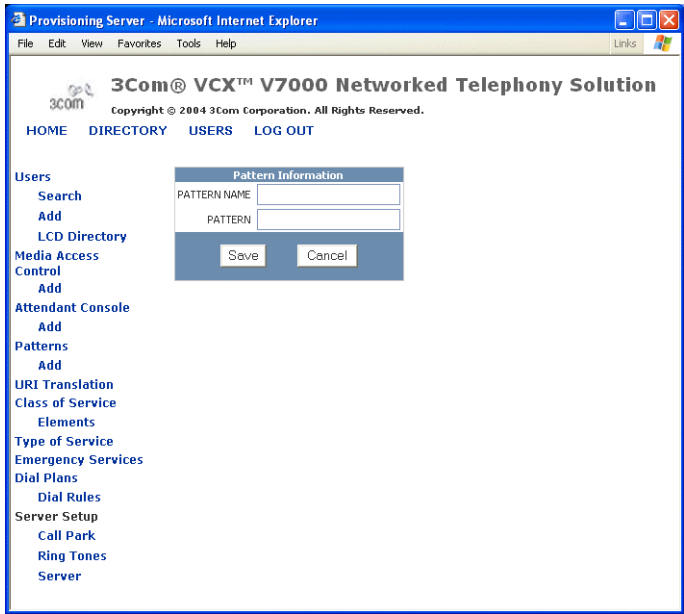 Provisioning Server - Microsoft Internet Explorer
File Edit View Favorites Tools Help Links
3com
3Com® VCX™ V7000 Networked Telephony Solution
Copyright © 2004 3Com Corporation. All Rights Reserved.
HOME DIRECTORY USERS LOG OUT
Users
Search
Add
LCD Directory
Media Access
Control
Add
Attendant Console
Add
Patterns
Add
URI Translation
Class of Service
Elements
Type of Service
Emergency Services
Dial Plans
Dial Rules
Server Setup
Call Park
Ring Tones
Server
Pattern Information
PATTERN NAME
PATTERN
Save Cancel